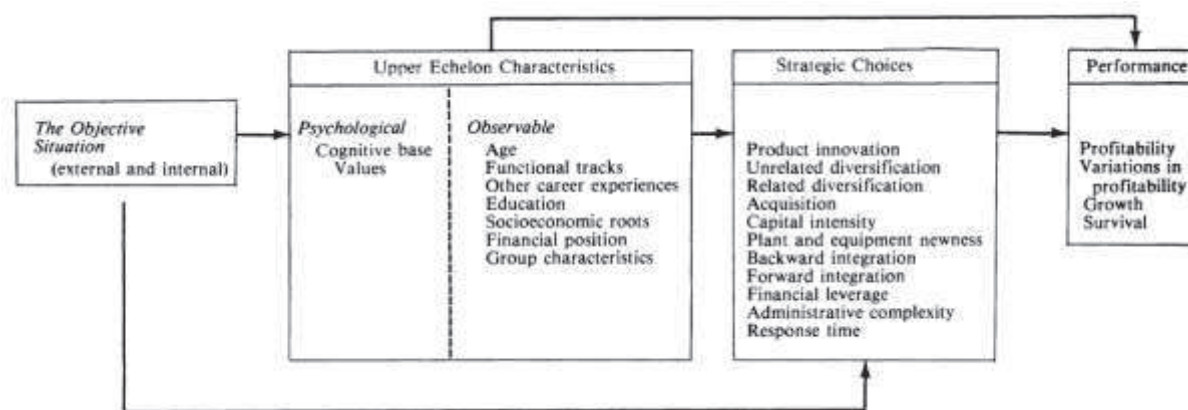 Upper Echelon Characteristics
Strategic Choices
Performance
The Objective
Situation
(external and internal)
Psychological
Cognitive base
Values
Observable
Age
Functional tracks
Other career experiences
Education
Socioeconomic roots
Financial position
Group characteristics
Product innovation
Unrelated diversification
Related diversification
Acquisition
Capital intensity
Plant and equipment newness
Backward integration
Forward integration
Financial leverage
Administrative complexity
Response time
Profitability
Variations in
profitability
Growth
Survival